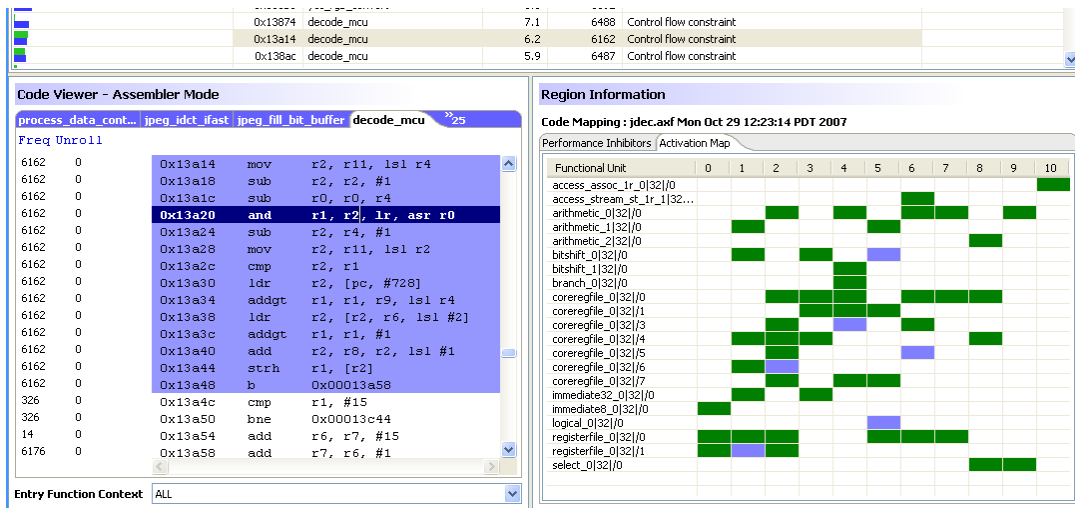 0x13874 decode_mcu 7.1 6488 Control flow constraint
0x13a14 decode_mcu 6.2 6162 Control flow constraint
0x138ac decode_mcu 5.9 6487 Control flow constraint
Code Viewer - Assembler Mode
process_data_cont... jpeg_idct_ifast jpeg_fill_bit_buffer decode_mcu »25
Freq Unroll
6162 0 0x13a14 mov r2, r11, lsl r4
6162 0 0x13a18 sub r2, r2, #1
6162 0 0x13a1c sub r0, r0, r4
6162 0 0x13a20 and r1, r2, lr, asr r0
6162 0 0x13a24 sub r2, r4, #1
6162 0 0x13a28 mov r2, r11, lsl r2
6162 0 0x13a2c cmp r2, r1
6162 0 0x13a30 ldr r2, [pc, #728]
6162 0 0x13a34 addgt r1, r1, r9, lsl r4
6162 0 0x13a38 ldr r2, [r2, r6, lsl #2]
6162 0 0x13a3c addgt r1, r1, #1
6162 0 0x13a40 add r2, r8, r2, lsl #1
6162 0 0x13a44 strh r1, [r2]
6162 0 0x13a48 b 0x00013a58
326 0 0x13a4c cmp r1, #15
326 0 0x13a50 bne 0x00013c44
14 0 0x13a54 add r6, r7, #15
6176 0 0x13a58 add r7, r6, #1
Entry Function Context ALL
Region Information
Code Mapping : jdec.axf Mon Oct 29 12:23:14 PDT 2007
Performance Inhibitors Activation Map
Functional Unit 0 1 2 3 4 5 6 7 8 9 10
access_assoc_1r_0|32|/0
access_stream_st_1r_1|32...
arithmetic_0|32|/0
arithmetic_1|32|/0
arithmetic_2|32|/0
bitshift_0|32|/0
bitshift_1|32|/0
branch_0|32|/0
coreregfile_0|32|/0
coreregfile_0|32|/1
coreregfile_0|32|/3
coreregfile_0|32|/4
coreregfile_0|32|/5
coreregfile_0|32|/6
coreregfile_0|32|/7
immediate32_0|32|/0
immediate8_0|32|/0
logical_0|32|/0
registerfile_0|32|/0
registerfile_0|32|/1
select_0|32|/0